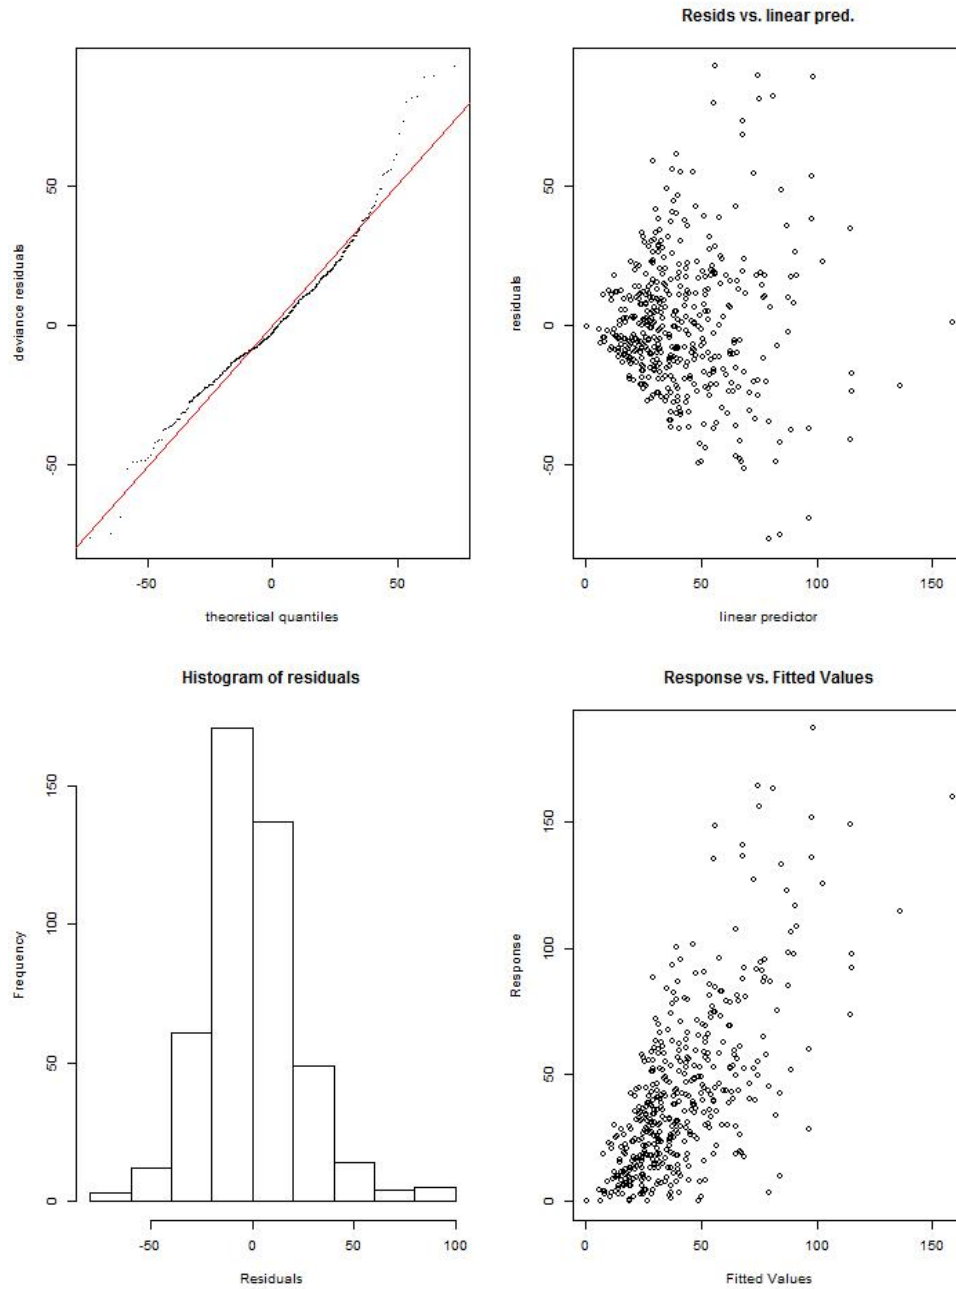 50
0
-50
deviance residuals
-50
0
50
theoretical quantiles
Resids vs. linear pred.
50
0
-50
residuals
0
50
100
150
linear predictor
Histogram of residuals
150
100
50
0
Frequency
-50
0
50
100
Residuals
Response vs. Fitted Values
150
100
50
0
Response
0
50
100
150
Fitted Values